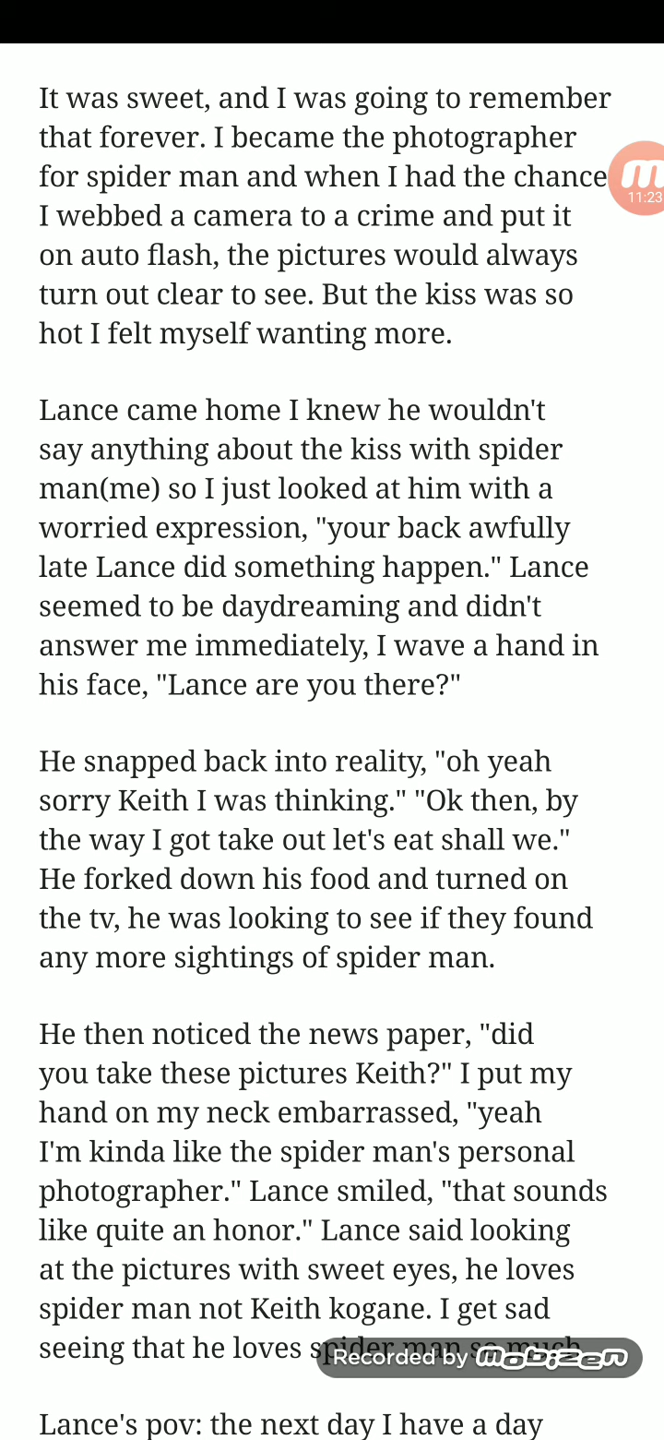 It was sweet, and I was going to remember
that forever. I became the photographer
for spider man and when I had the chance
11:23
I webbed a camera to a crime and put it
on auto flash, the pictures would always
turn out clear to see. But the kiss was so
hot I felt myself wanting more.
Lance came home I knew he wouldn't
say anything about the kiss with spider
man(me) so I just looked at him with a
worried expression, "your back awfully
late Lance did something happen." Lance
seemed to be daydreaming and didn't
answer me immediately, I wave a hand in
his face, "Lance are you there?"
He snapped back into reality, "oh yeah
sorry Keith I was thinking." "Ok then, by
the way I got take out let's eat shall we."
He forked down his food and turned on
the tv, he was looking to see if they found
any more sightings of spider man.
He then noticed the news paper, "did
you take these pictures Keith?" I put my
hand on my neck embarrassed, "yeah
I'm kinda like the spider man's personal
photographer." Lance smiled, "that sounds
like quite an honor." Lance said looking
at the pictures with sweet eyes, he loves
spider man not Keith kogane. I get sad
seeing that he loves spider man so much.
Recorded by mobizen
Lance's pov: the next day I have a day